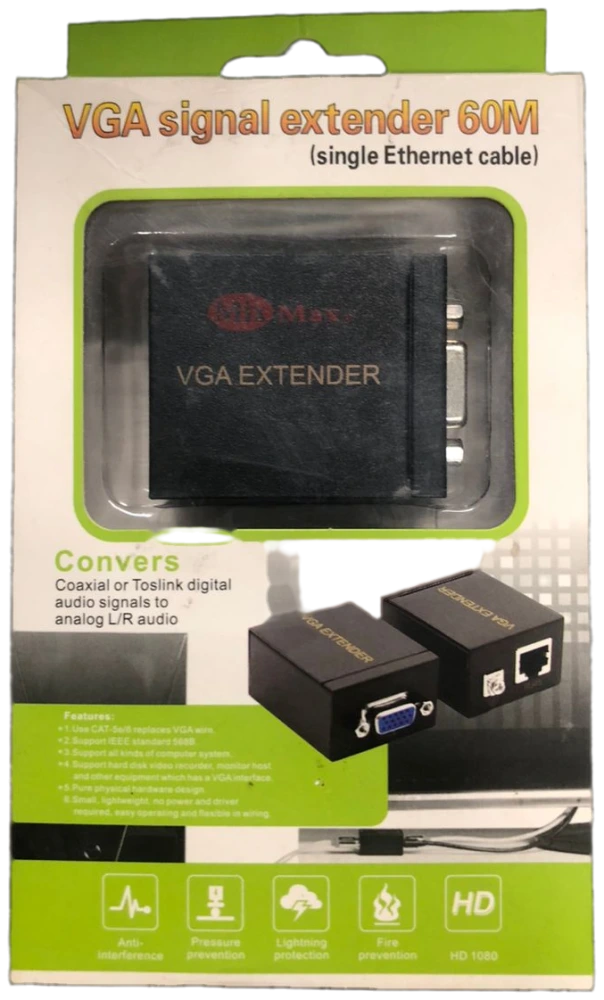 VGA signal extender 60M
(single Ethernet cable)
Max
VGA EXTENDER
Convers
Coaxial or Toslink digital
audio signals to
analog L/R audio
VGA EXTENDER
VGA EXTENDER
Features:
1. Use CAT-5e/6 replaces VGA wire.
2. Support IEEE standard 568B
3. Support all kinds of computer system.
4. Support hard disk video recorder, monitor host
and other equipment which has a VGA interface.
5. Pure physical hardware design.
6. Small, lightweight, no power and driver
required, easy operating and flexible in wiring.
Anti-
interference
Pressure
prevention
Lightning
protection
Fire
prevention
HD
HD 1080